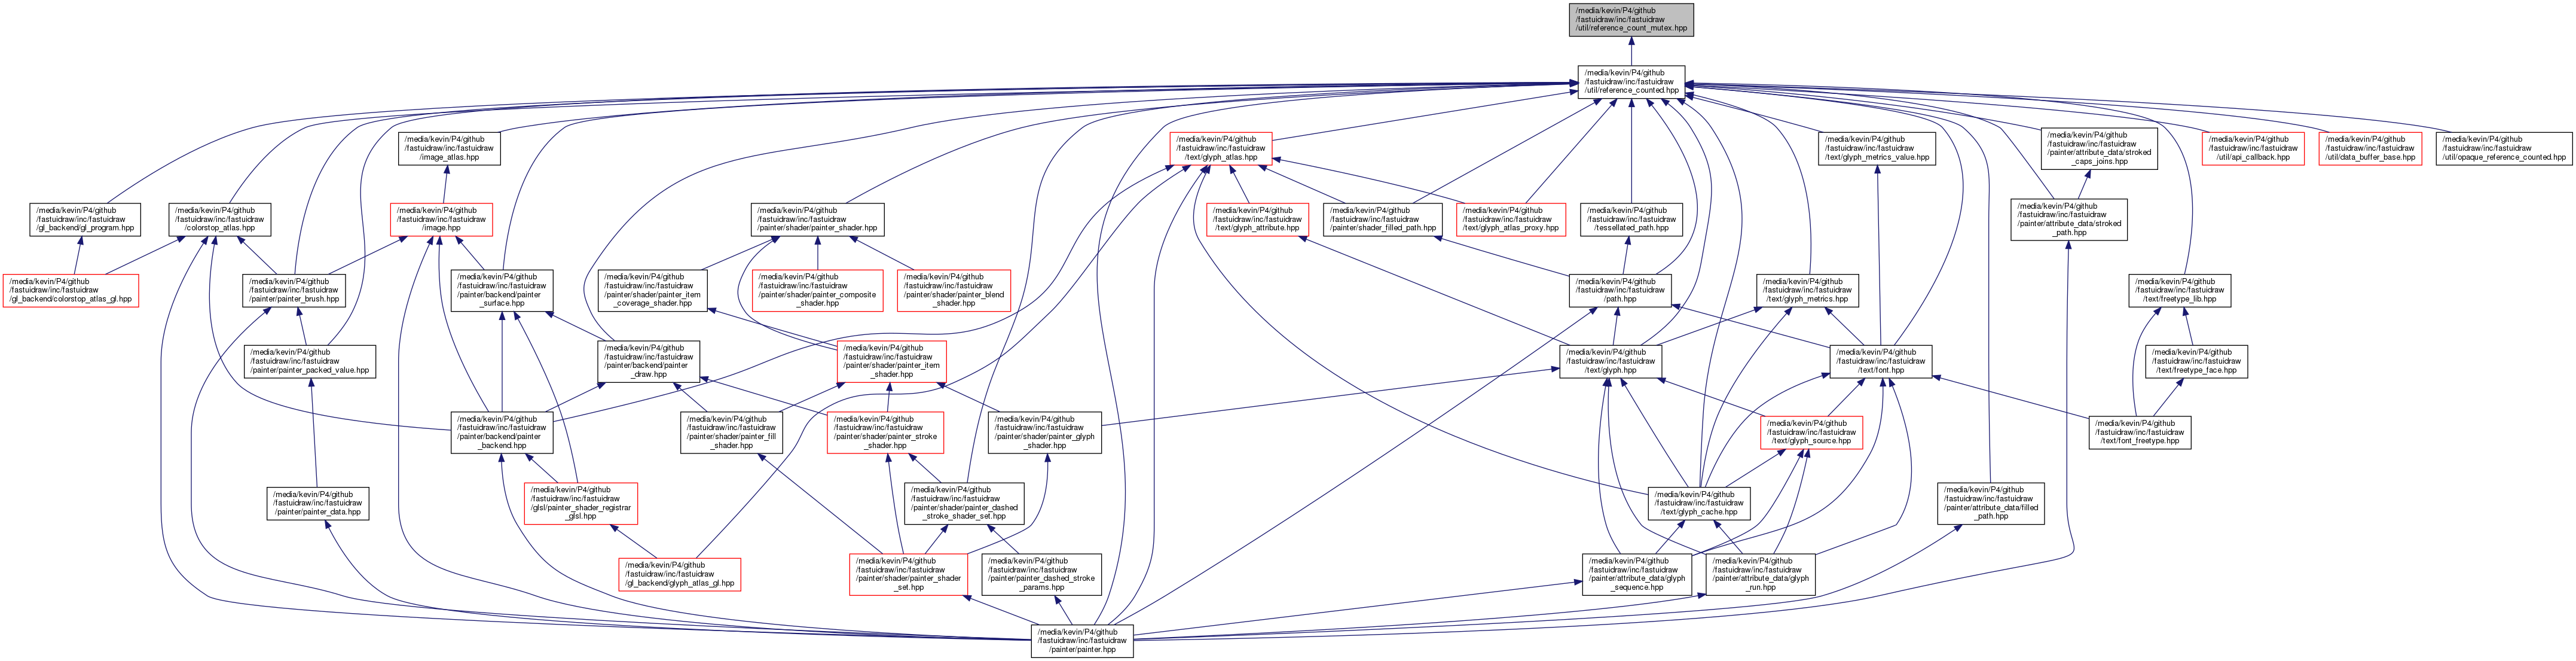 /media/kevin/P4/github
/fastuidraw/inc/fastuidraw
/util/reference_count_mutex.hpp
/media/kevin/P4/github
/fastuidraw/inc/fastuidraw
/util/reference_counted.hpp
/media/kevin/P4/github
/fastuidraw/inc/fastuidraw
/image_atlas.hpp
/media/kevin/P4/github
/fastuidraw/inc/fastuidraw
/text/glyph_atlas.hpp
/media/kevin/P4/github
/fastuidraw/inc/fastuidraw
/text/glyph_metrics_value.hpp
/media/kevin/P4/github
/fastuidraw/inc/fastuidraw
/painter/attribute_data/stroked
_caps_joins.hpp
/media/kevin/P4/github
/fastuidraw/inc/fastuidraw
/util/api_callback.hpp
/media/kevin/P4/github
/fastuidraw/inc/fastuidraw
/util/data_buffer_base.hpp
/media/kevin/P4/github
/fastuidraw/inc/fastuidraw
/util/opaque_reference_counted.hpp
/media/kevin/P4/github
/fastuidraw/inc/fastuidraw
/gl_backend/gl_program.hpp
/media/kevin/P4/github
/fastuidraw/inc/fastuidraw
/colorstop_atlas.hpp
/media/kevin/P4/github
/fastuidraw/inc/fastuidraw
/image.hpp
/media/kevin/P4/github
/fastuidraw/inc/fastuidraw
/painter/shader/painter_shader.hpp
/media/kevin/P4/github
/fastuidraw/inc/fastuidraw
/text/glyph_attribute.hpp
/media/kevin/P4/github
/fastuidraw/inc/fastuidraw
/painter/shader_filled_path.hpp
/media/kevin/P4/github
/fastuidraw/inc/fastuidraw
/text/glyph_atlas_proxy.hpp
/media/kevin/P4/github
/fastuidraw/inc/fastuidraw
/tessellated_path.hpp
/media/kevin/P4/github
/fastuidraw/inc/fastuidraw
/painter/attribute_data/stroked
_path.hpp
/media/kevin/P4/github
/fastuidraw/inc/fastuidraw
/gl_backend/colorstop_atlas_gl.hpp
/media/kevin/P4/github
/fastuidraw/inc/fastuidraw
/painter/painter_brush.hpp
/media/kevin/P4/github
/fastuidraw/inc/fastuidraw
/painter/backend/painter
_surface.hpp
/media/kevin/P4/github
/fastuidraw/inc/fastuidraw
/painter/shader/painter_item
_coverage_shader.hpp
/media/kevin/P4/github
/fastuidraw/inc/fastuidraw
/painter/shader/painter_composite
_shader.hpp
/media/kevin/P4/github
/fastuidraw/inc/fastuidraw
/painter/shader/painter_blend
_shader.hpp
/media/kevin/P4/github
/fastuidraw/inc/fastuidraw
/path.hpp
/media/kevin/P4/github
/fastuidraw/inc/fastuidraw
/text/glyph_metrics.hpp
/media/kevin/P4/github
/fastuidraw/inc/fastuidraw
/text/freetype_lib.hpp
/media/kevin/P4/github
/fastuidraw/inc/fastuidraw
/painter/painter_packed_value.hpp
/media/kevin/P4/github
/fastuidraw/inc/fastuidraw
/painter/backend/painter
_draw.hpp
/media/kevin/P4/github
/fastuidraw/inc/fastuidraw
/painter/shader/painter_item
_shader.hpp
/media/kevin/P4/github
/fastuidraw/inc/fastuidraw
/text/glyph.hpp
/media/kevin/P4/github
/fastuidraw/inc/fastuidraw
/text/font.hpp
/media/kevin/P4/github
/fastuidraw/inc/fastuidraw
/text/freetype_face.hpp
/media/kevin/P4/github
/fastuidraw/inc/fastuidraw
/painter/backend/painter
_backend.hpp
/media/kevin/P4/github
/fastuidraw/inc/fastuidraw
/painter/shader/painter_fill
_shader.hpp
/media/kevin/P4/github
/fastuidraw/inc/fastuidraw
/painter/shader/painter_stroke
_shader.hpp
/media/kevin/P4/github
/fastuidraw/inc/fastuidraw
/painter/shader/painter_glyph
_shader.hpp
/media/kevin/P4/github
/fastuidraw/inc/fastuidraw
/text/glyph_source.hpp
/media/kevin/P4/github
/fastuidraw/inc/fastuidraw
/text/font_freetype.hpp
/media/kevin/P4/github
/fastuidraw/inc/fastuidraw
/painter/painter_data.hpp
/media/kevin/P4/github
/fastuidraw/inc/fastuidraw
/glsl/painter_shader_registrar
_glsl.hpp
/media/kevin/P4/github
/fastuidraw/inc/fastuidraw
/painter/shader/painter_dashed
_stroke_shader_set.hpp
/media/kevin/P4/github
/fastuidraw/inc/fastuidraw
/text/glyph_cache.hpp
/media/kevin/P4/github
/fastuidraw/inc/fastuidraw
/painter/attribute_data/filled
_path.hpp
/media/kevin/P4/github
/fastuidraw/inc/fastuidraw
/gl_backend/glyph_atlas_gl.hpp
/media/kevin/P4/github
/fastuidraw/inc/fastuidraw
/painter/shader/painter_shader
_set.hpp
/media/kevin/P4/github
/fastuidraw/inc/fastuidraw
/painter/painter_dashed_stroke
_params.hpp
/media/kevin/P4/github
/fastuidraw/inc/fastuidraw
/painter/attribute_data/glyph
_sequence.hpp
/media/kevin/P4/github
/fastuidraw/inc/fastuidraw
/painter/attribute_data/glyph
_run.hpp
/media/kevin/P4/github
/fastuidraw/inc/fastuidraw
/painter/painter.hpp